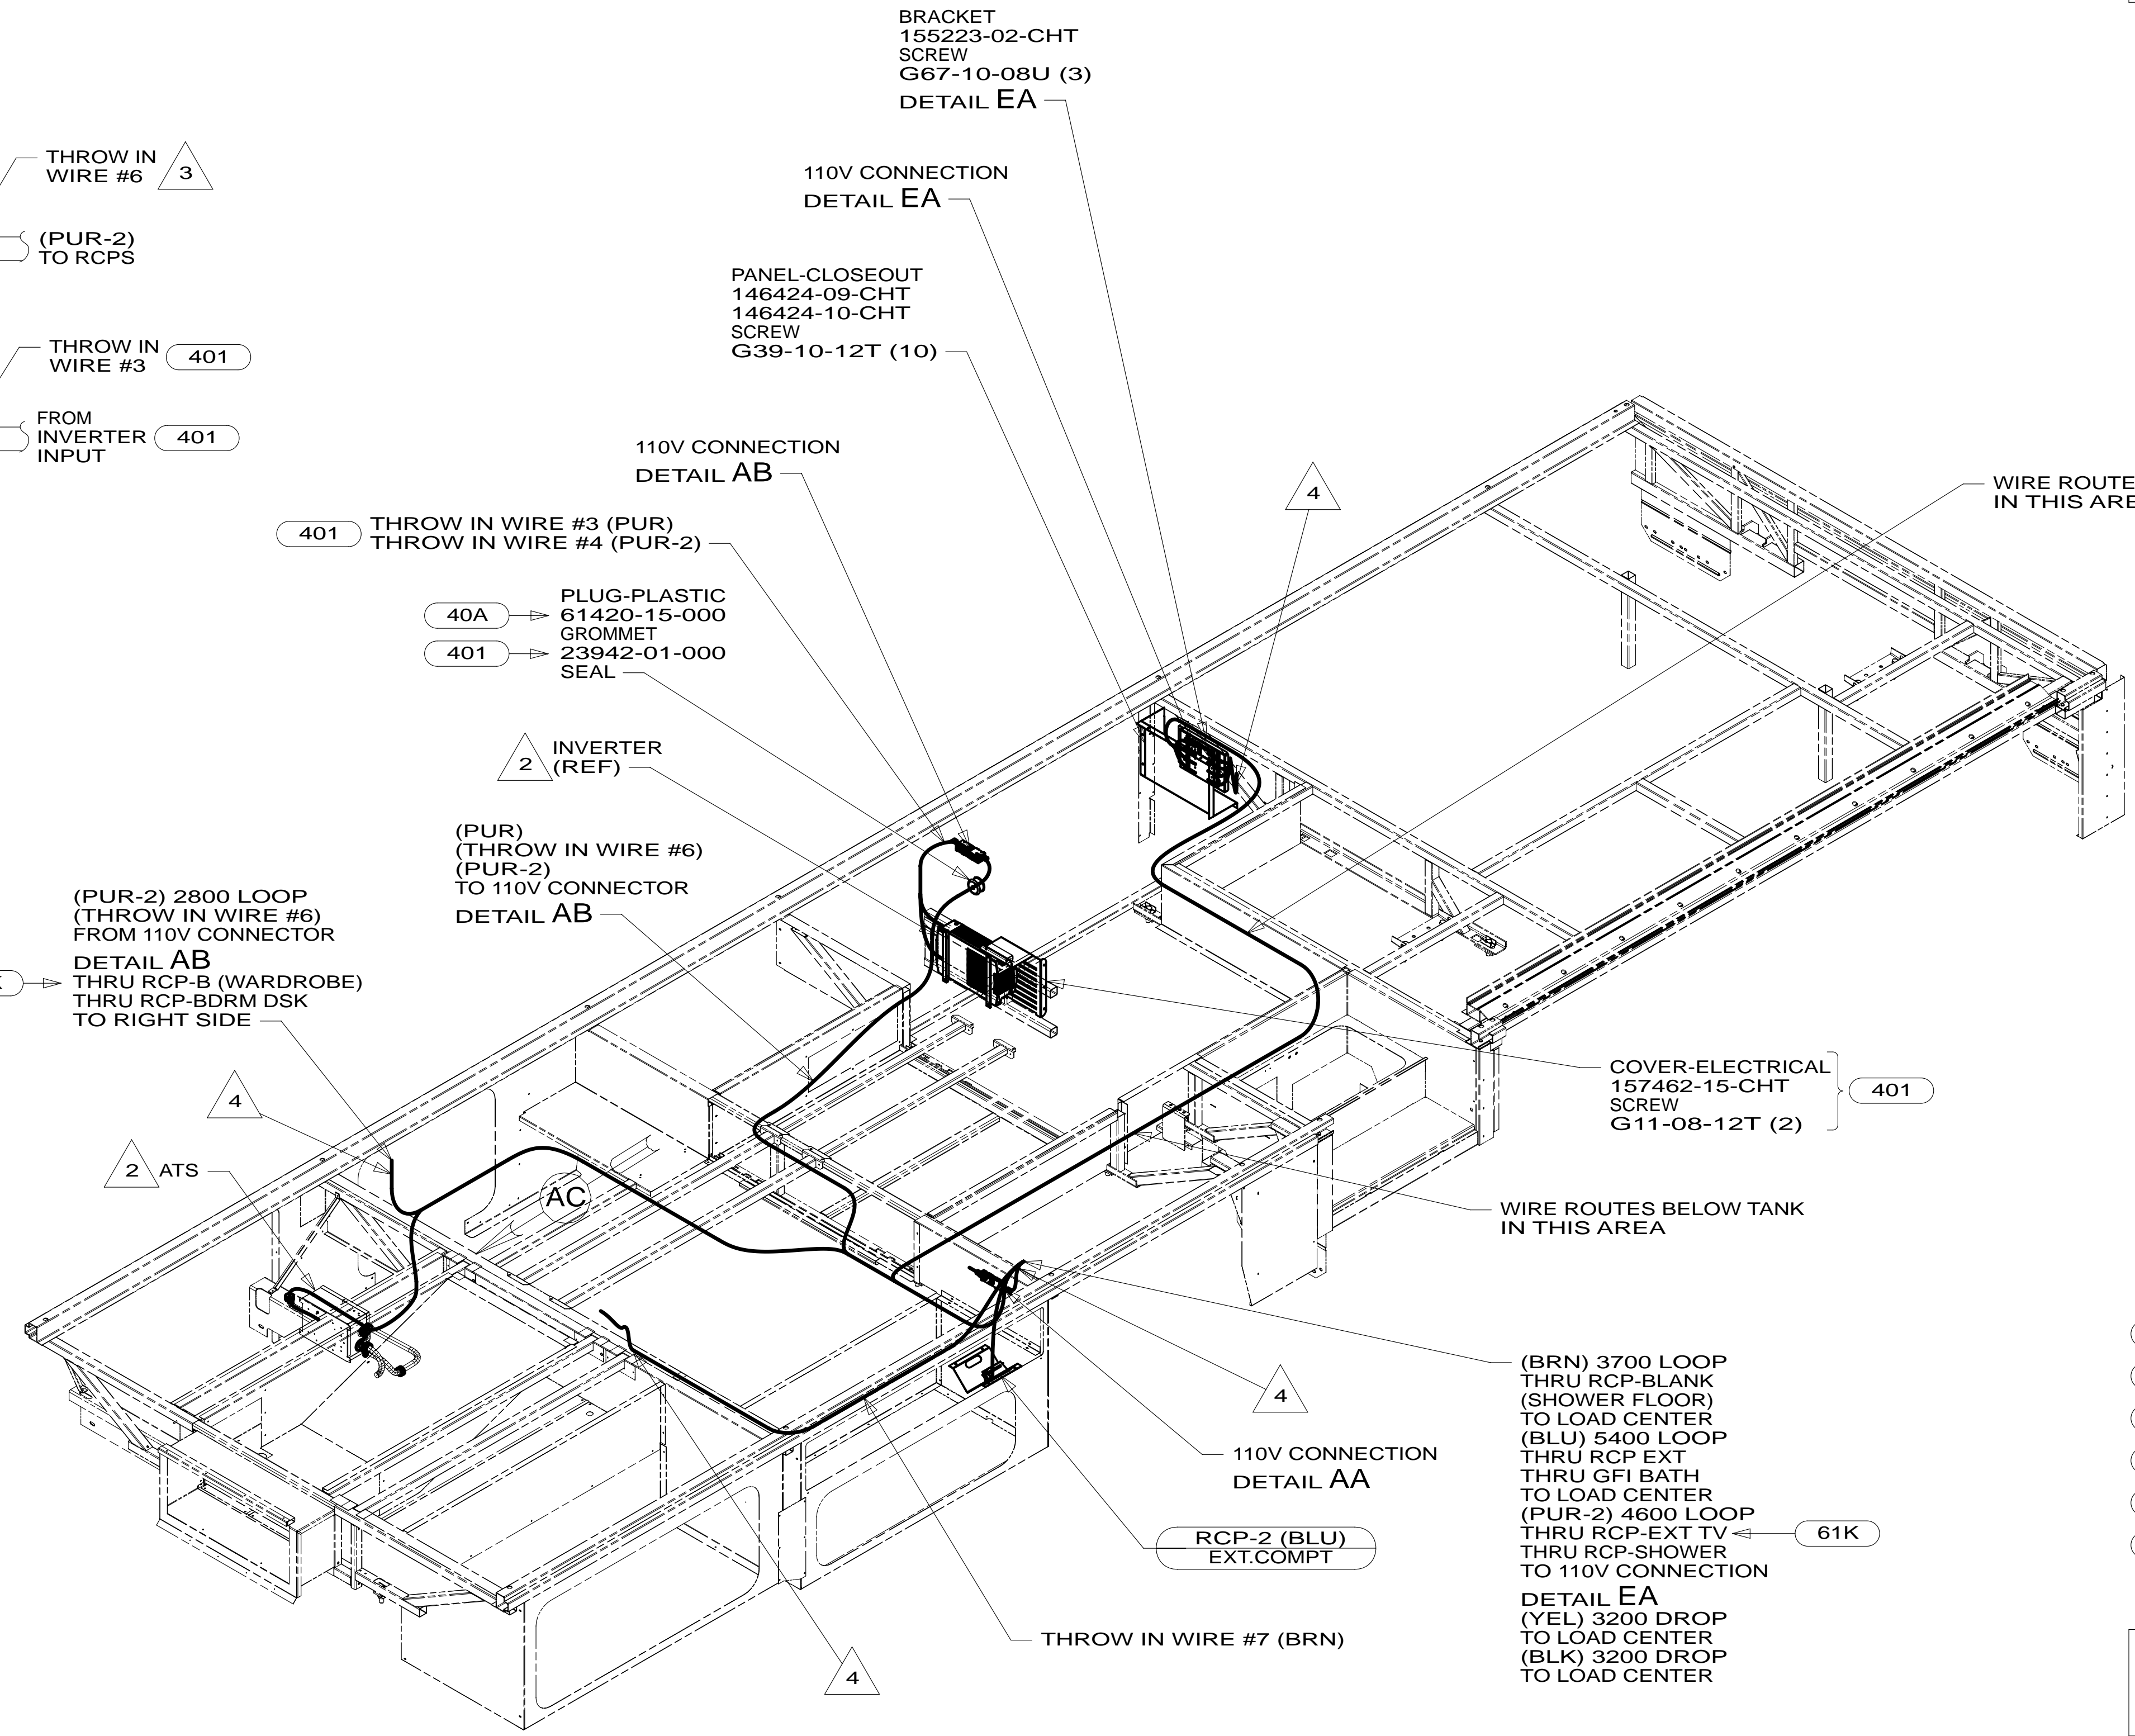 BRACKET
155223-02-CHT
SCREW
G67-10-08U (3)
DETAIL EA
THROW IN
WIRE #6
3
110V CONNECTION
DETAIL EA
(PUR-2)
TO RCPS
PANEL-CLOSEOUT
146424-09-CHT
146424-10-CHT
SCREW
G39-10-12T (10)
THROW IN
WIRE #3
401
FROM
INVERTER
INPUT
401
110V CONNECTION
DETAIL AB
4
WIRE ROUTE
IN THIS ARE
401
THROW IN WIRE #3 (PUR)
THROW IN WIRE #4 (PUR-2)
40A
PLUG-PLASTIC
61420-15-000
GROMMET
401
23942-01-000
SEAL
2
INVERTER
(REF)
(PUR)
(THROW IN WIRE #6)
(PUR-2)
TO 110V CONNECTOR
DETAIL AB
(PUR-2) 2800 LOOP
(THROW IN WIRE #6)
FROM 110V CONNECTOR
DETAIL AB
THRU RCP-B (WARDROBE)
THRU RCP-BDRM DSK
TO RIGHT SIDE
COVER-ELECTRICAL
157462-15-CHT
SCREW
G11-08-12T (2)
401
4
2
ATS
AC
WIRE ROUTES BELOW TANK
IN THIS AREA
4
(BRN) 3700 LOOP
THRU RCP-BLANK
(SHOWER FLOOR)
TO LOAD CENTER
(BLU) 5400 LOOP
THRU RCP EXT
THRU GFI BATH
TO LOAD CENTER
(PUR-2) 4600 LOOP
THRU RCP-EXT TV
61K
THRU RCP-SHOWER
TO 110V CONNECTION
DETAIL EA
(YEL) 3200 DROP
TO LOAD CENTER
(BLK) 3200 DROP
TO LOAD CENTER
110V CONNECTION
DETAIL AA
RCP-2 (BLU)
EXT.COMPT
THROW IN WIRE #7 (BRN)
4